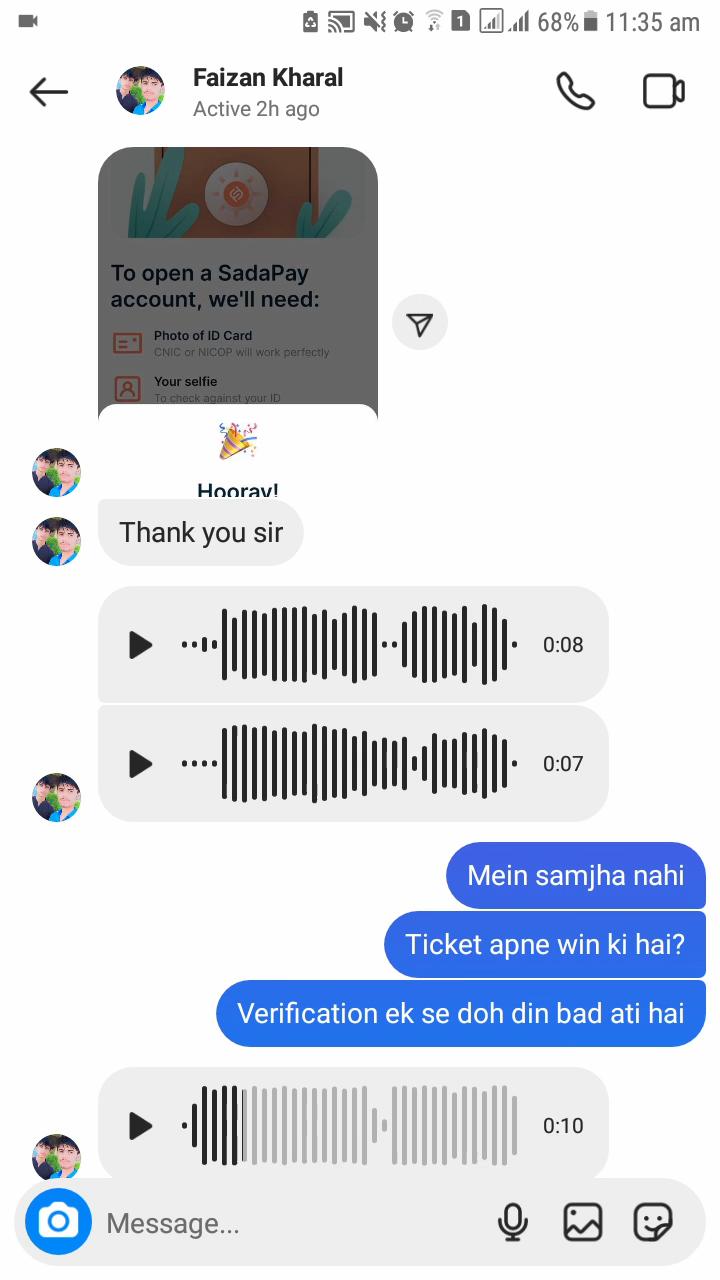 68% 11:35 am
Faizan Kharal
Active 2h ago
To open a SadaPay
account, we'll need:
Photo of ID Card
CNIC or NICOP will work perfectly
Your selfie
To check against your ID
Hooray!
Thank you sir
0:08
0:07
Mein samjha nahi
Ticket apne win ki hai?
Verification ek se doh din bad ati hai
0:10
Message...